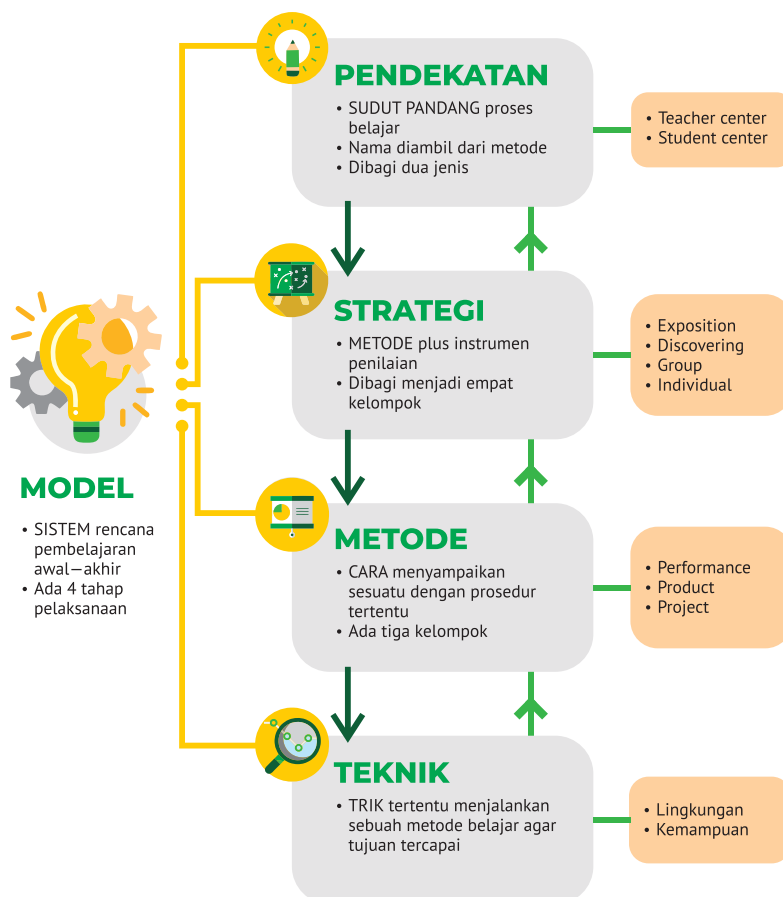 PENDEKATAN
• SUDUT PANDANG proses
belajar
• Nama diambil dari metode
• Dibagi dua jenis
• Teacher center
• Student center
STRATEGI
• METODE plus instrumen
penilaian
• Dibagi menjadi empat
kelompok
• Exposition
• Discovering
• Group
• Individual
MODEL
• SISTEM rencana
pembelajaran
awal—akhir
• Ada 4 tahap
pelaksanaan
METODE
• CARA menyampaikan
sesuatu dengan prosedur
tertentu
• Ada tiga kelompok
• Performance
• Product
• Project
TEKNIK
• TRIK tertentu menjalankan
sebuah metode belajar agar
tujuan tercapai
• Lingkungan
• Kemampuan